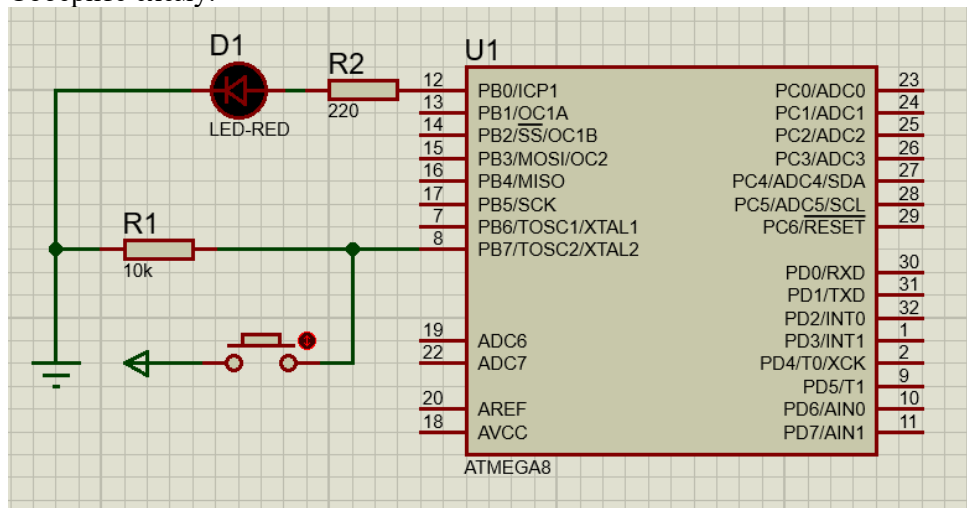 D1
R2
U1
LED-RED
220
12 PB0/ICP1
13 PB1/OC1A
14 PB2/SS/OC1B
15 PB3/MOSI/OC2
16 PB4/MISO
17 PB5/SCK
7 PB6/TOSC1/XTAL1
8 PB7/TOSC2/XTAL2
R1
10k
19 ADC6
22 ADC7
20 AREF
18 AVCC
PC0/ADC0 23
PC1/ADC1 24
PC2/ADC2 25
PC3/ADC3 26
PC4/ADC4/SDA 27
PC5/ADC5/SCL 28
PC6/RESET 29
PD0/RXD 30
PD1/TXD 31
PD2/INT0 32
PD3/INT1 1
PD4/T0/XCK 2
PD5/T1 9
PD6/AIN0 10
PD7/AIN1 11
ATMEGA8